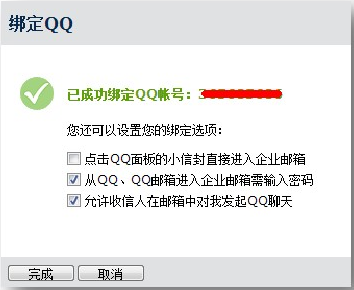 绑定QQ
已成功绑定QQ帐号：
您还可以设置您的绑定选项：
点击QQ面板的小信封直接进入企业邮箱
从QQ、QQ邮箱进入企业邮箱需输入密码
允许收信人在邮箱中对我发起QQ聊天
完成 取消